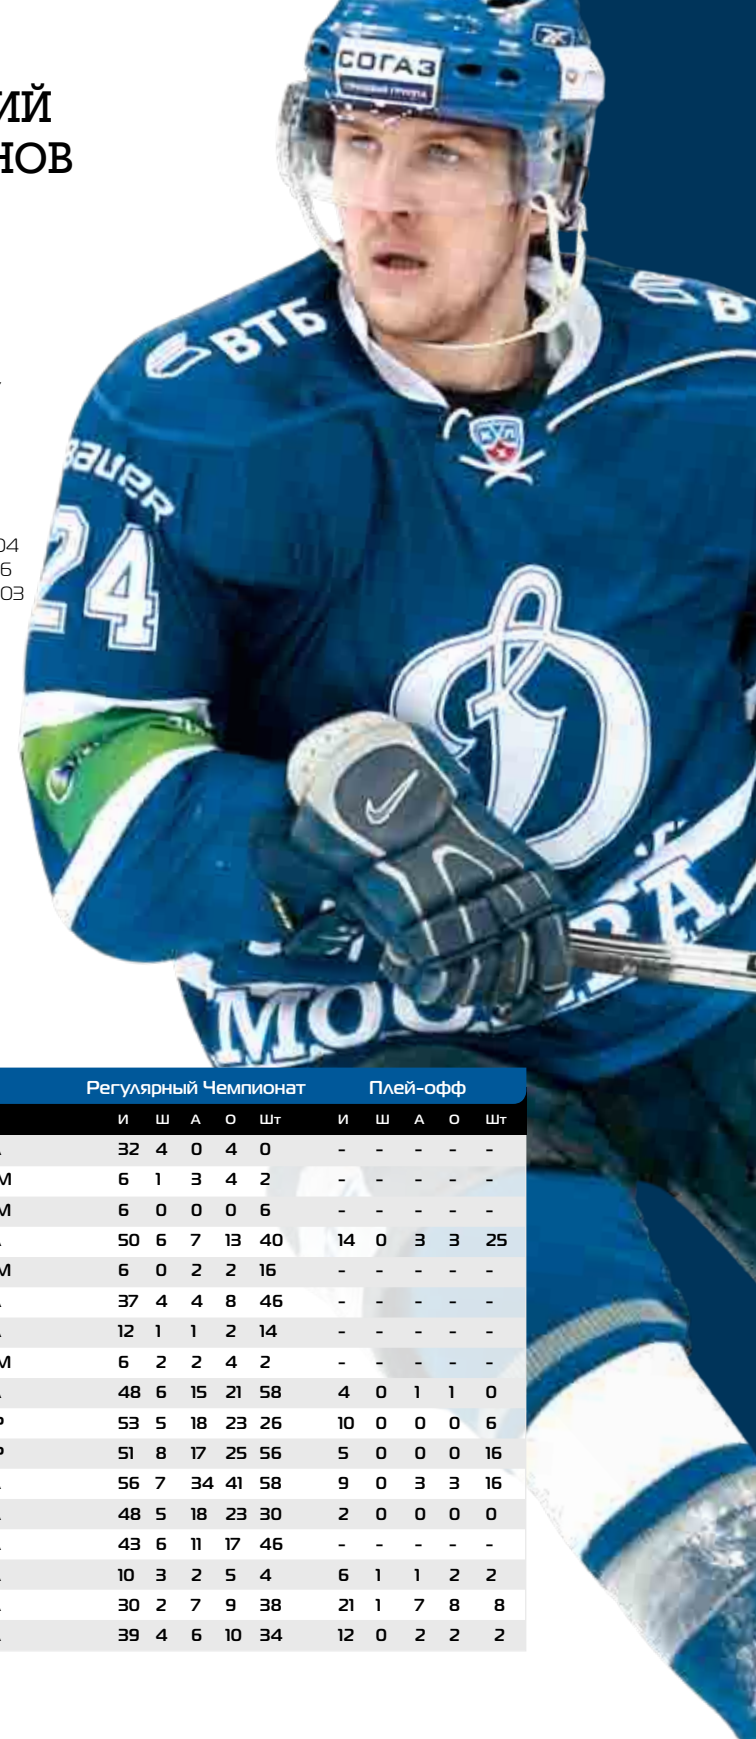 СОГАЗ
ИЙ
НОВ
ВТБ
В
BAUER
КХЛ
24
04
6
03
МОС ВА
Регулярный Чемпионат Плей-офф
И Ш А О Шт И Ш А О Шт
32 4 0 4 0 - - - - -
М 6 1 3 4 2 - - - - -
М 6 0 0 0 6 - - - - -
50 6 7 13 40 14 0 3 3 25
М 6 0 2 2 16 - - - - -
37 4 4 8 46 - - - - -
12 1 1 2 14 - - - - -
М 6 2 2 4 2 - - - - -
48 6 15 21 58 4 0 1 1 0
Р 53 5 18 23 26 10 0 0 0 6
Р 51 8 17 25 56 5 0 0 0 16
56 7 34 41 58 9 0 3 3 16
48 5 18 23 30 2 0 0 0 0
43 6 11 17 46 - - - - -
10 3 2 5 4 6 1 1 2 2
30 2 7 9 38 21 1 7 8 8
39 4 6 10 34 12 0 2 2 2